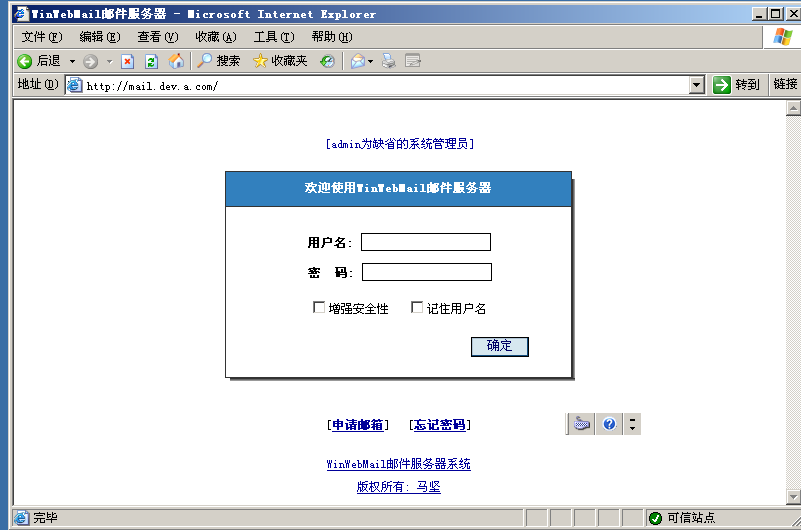 WinWebMail邮件服务器 - Microsoft Internet Explorer
文件(F) 编辑(E) 查看(V) 收藏(A) 工具(T) 帮助(H)
后退 搜索 收藏夹
地址(D) http://mail.dev.a.com/ 转到 链接
[admin为缺省的系统管理员]
欢迎使用WinWebMail邮件服务器
用户名:
密 码:
增强安全性 记住用户名
确定
[申请邮箱] [忘记密码]
WinWebMail邮件服务器系统
版权所有: 马坚
完毕 可信站点